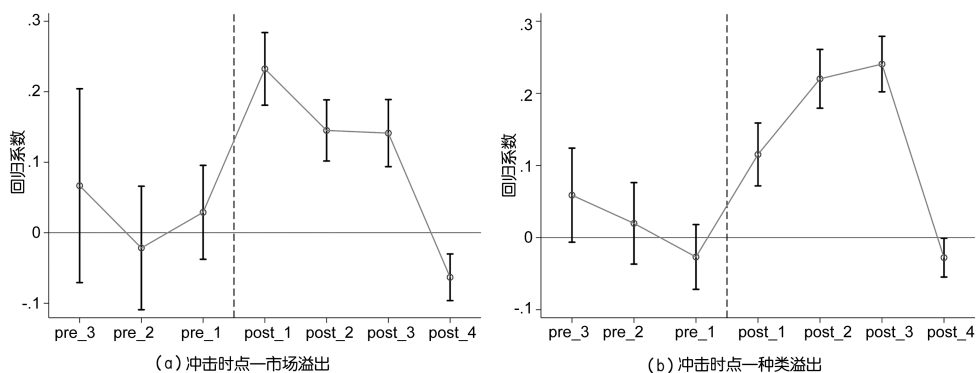 .3
.2
.1
0
-.1
回归系数
pre_3 pre_2 pre_1 post_1 post_2 post_3 post_4
(a)冲击时点—市场溢出
.3
.2
.1
0
-.1
回归系数
pre_3 pre_2 pre_1 post_1 post_2 post_3 post_4
(b)冲击时点—种类溢出